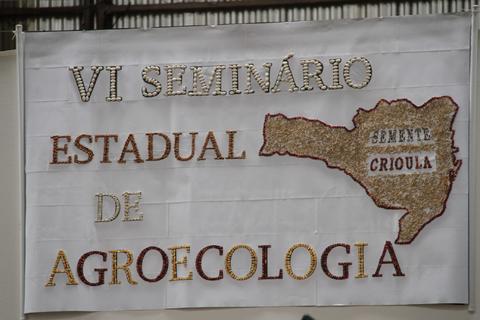 VI SEMINÁRIO
ESTADUAL
DE
AGROECOLOGIA
SEMENTE
CRIOULA